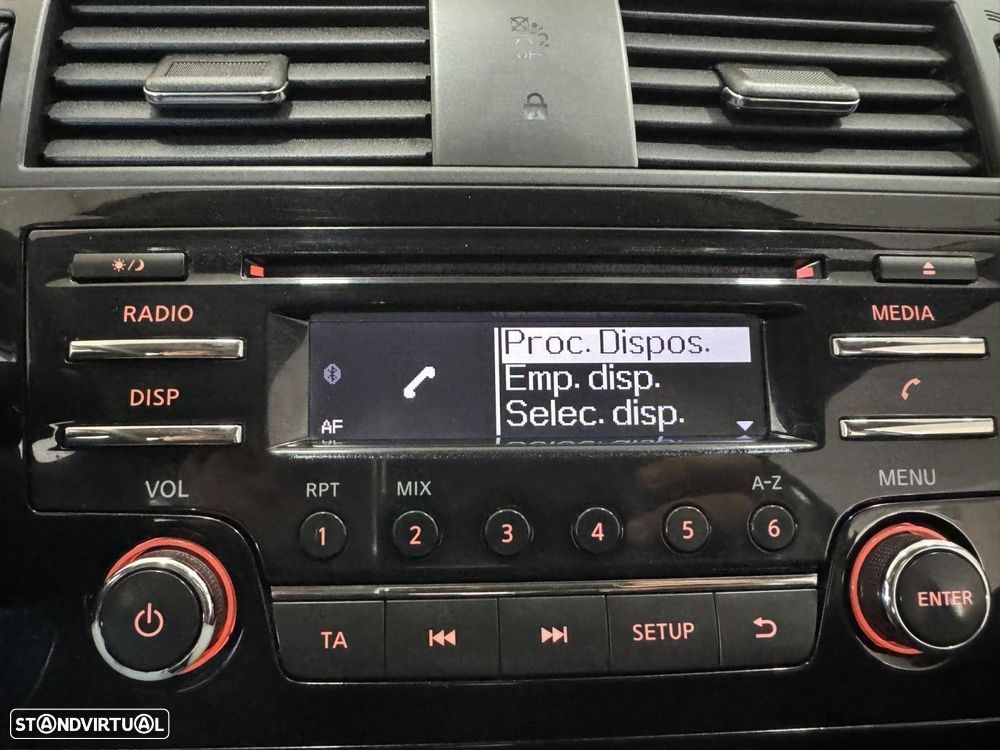 RADIO
MEDIA
DISP
Proc. Dispos.
Emp. disp.
Selec. disp.
AF
VOL
RPT
MIX
A-Z
MENU
1
2
3
4
5
6
ENTER
TA
SETUP
STANDVIRTUAL